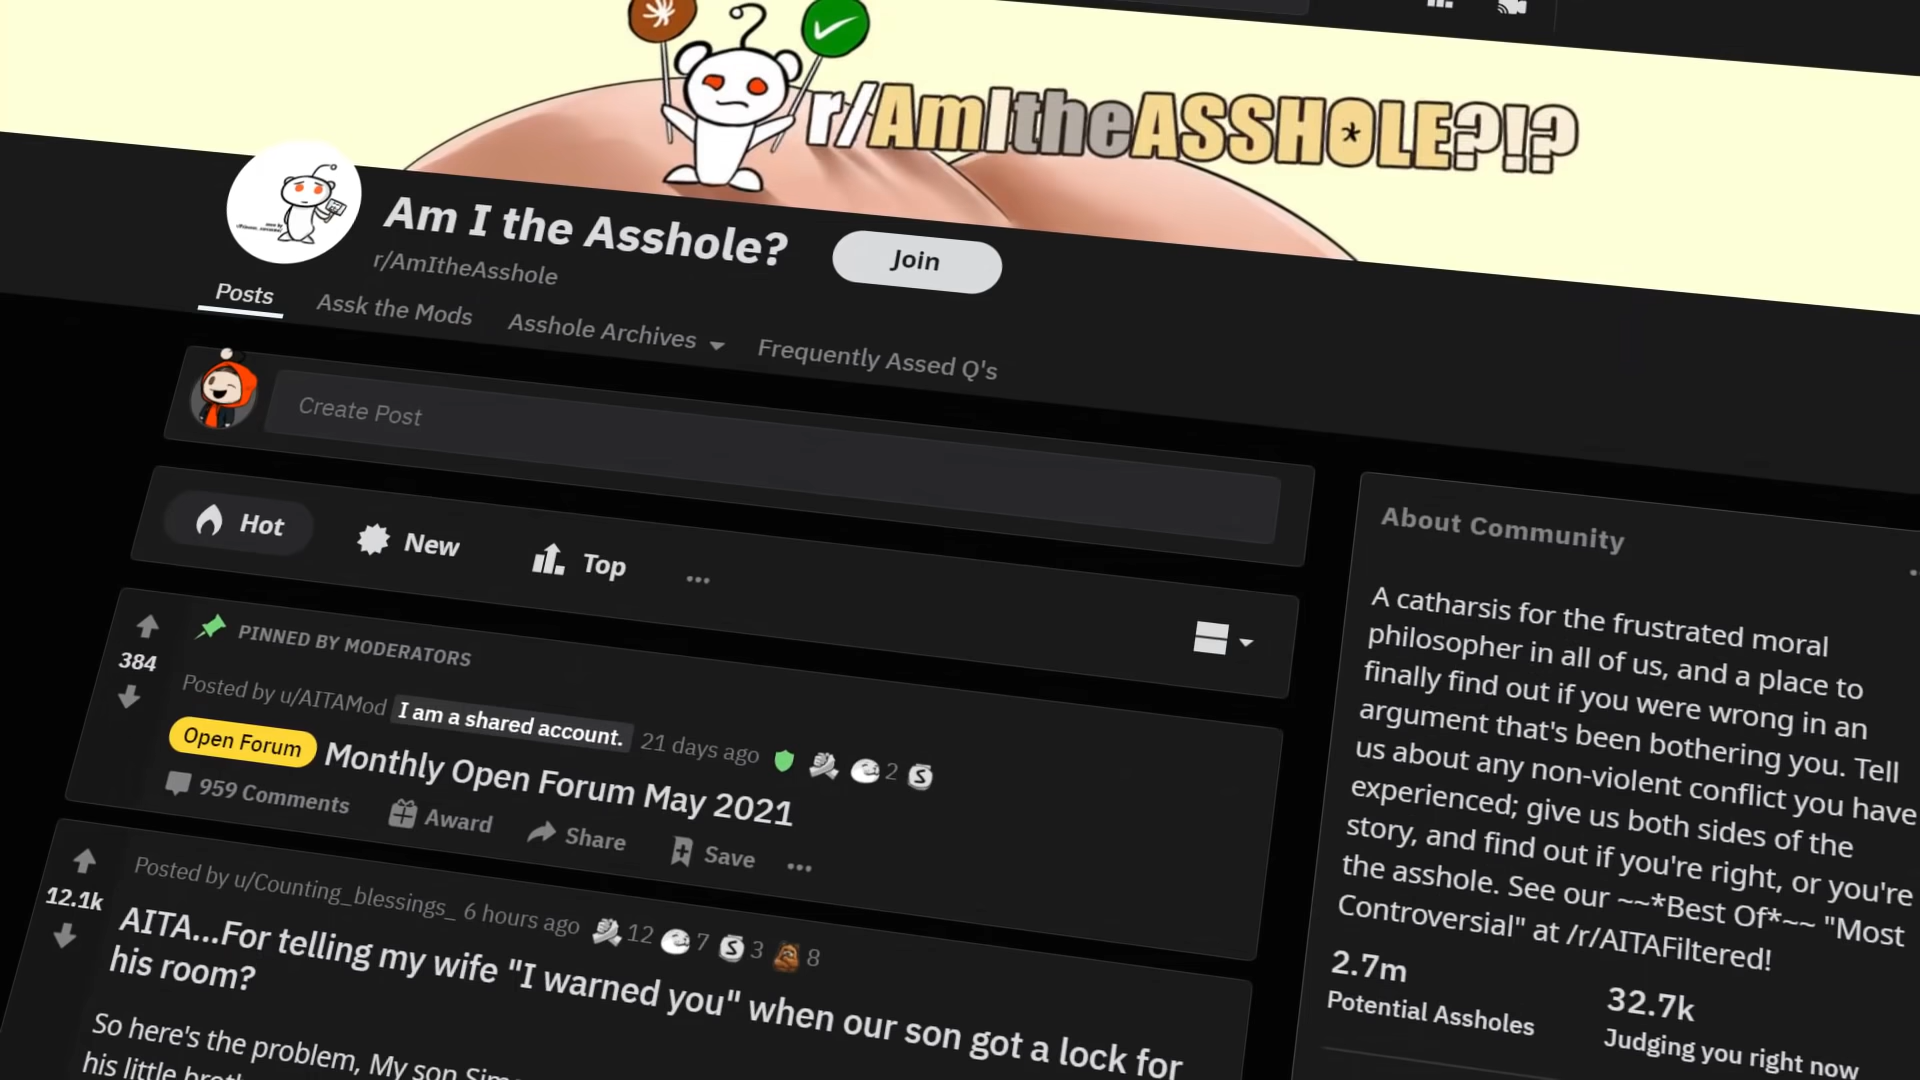 r/AmItheASSHOLE?!?
Am I the Asshole?
Join
r/AmItheAsshole
Posts
Assk the Mods
Asshole Archives
Frequently Assed Q's
Create Post
Hot
New
Top
PINNED BY MODERATORS
384
Posted by u/AITAMod I am a shared account. 21 days ago 2
Open Forum Monthly Open Forum May 2021
959 Comments Award Share Save
Posted by u/Counting_blessings_ 6 hours ago 12 7 3 8
12.1k
AITA...For telling my wife "I warned you" when our son got a lock for
his room?
So here's the problem, My son
his little
About Community
A catharsis for the frustrated moral
philosopher in all of us, and a place to
finally find out if you were wrong in an
argument that's been bothering you. Tell
us about any non-violent conflict you have
experienced; give us both sides of the
story, and find out if you're right, or you're
the asshole. See our ~~*Best Of*~~ "Most
Controversial" at /r/AITAFiltered!
2.7m
Potential Assholes
32.7k
Judging you right now